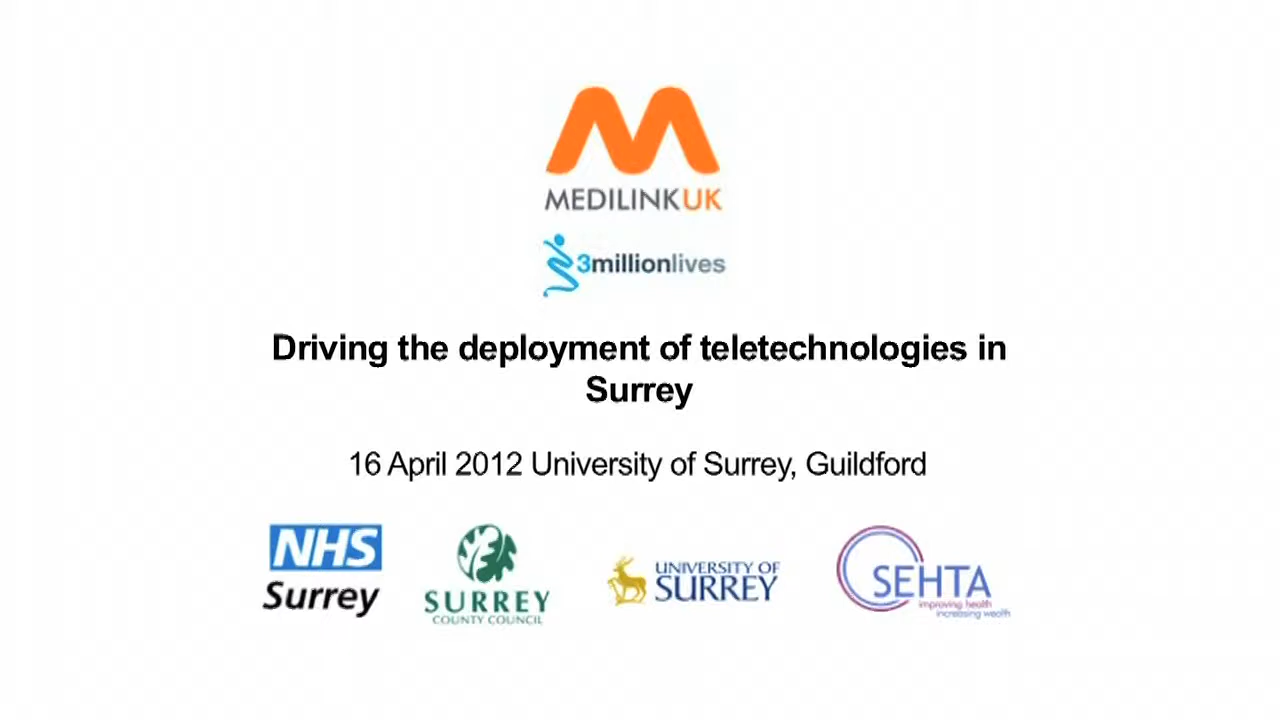 MEDILINKUK
3millionlives
Driving the deployment of teletechnologies in
Surrey
16 April 2012 University of Surrey, Guildford
NHS
Surrey
SURREY
COUNTY COUNCIL
UNIVERSITY OF
SURREY
SEHTA
improving health
increasing wealth